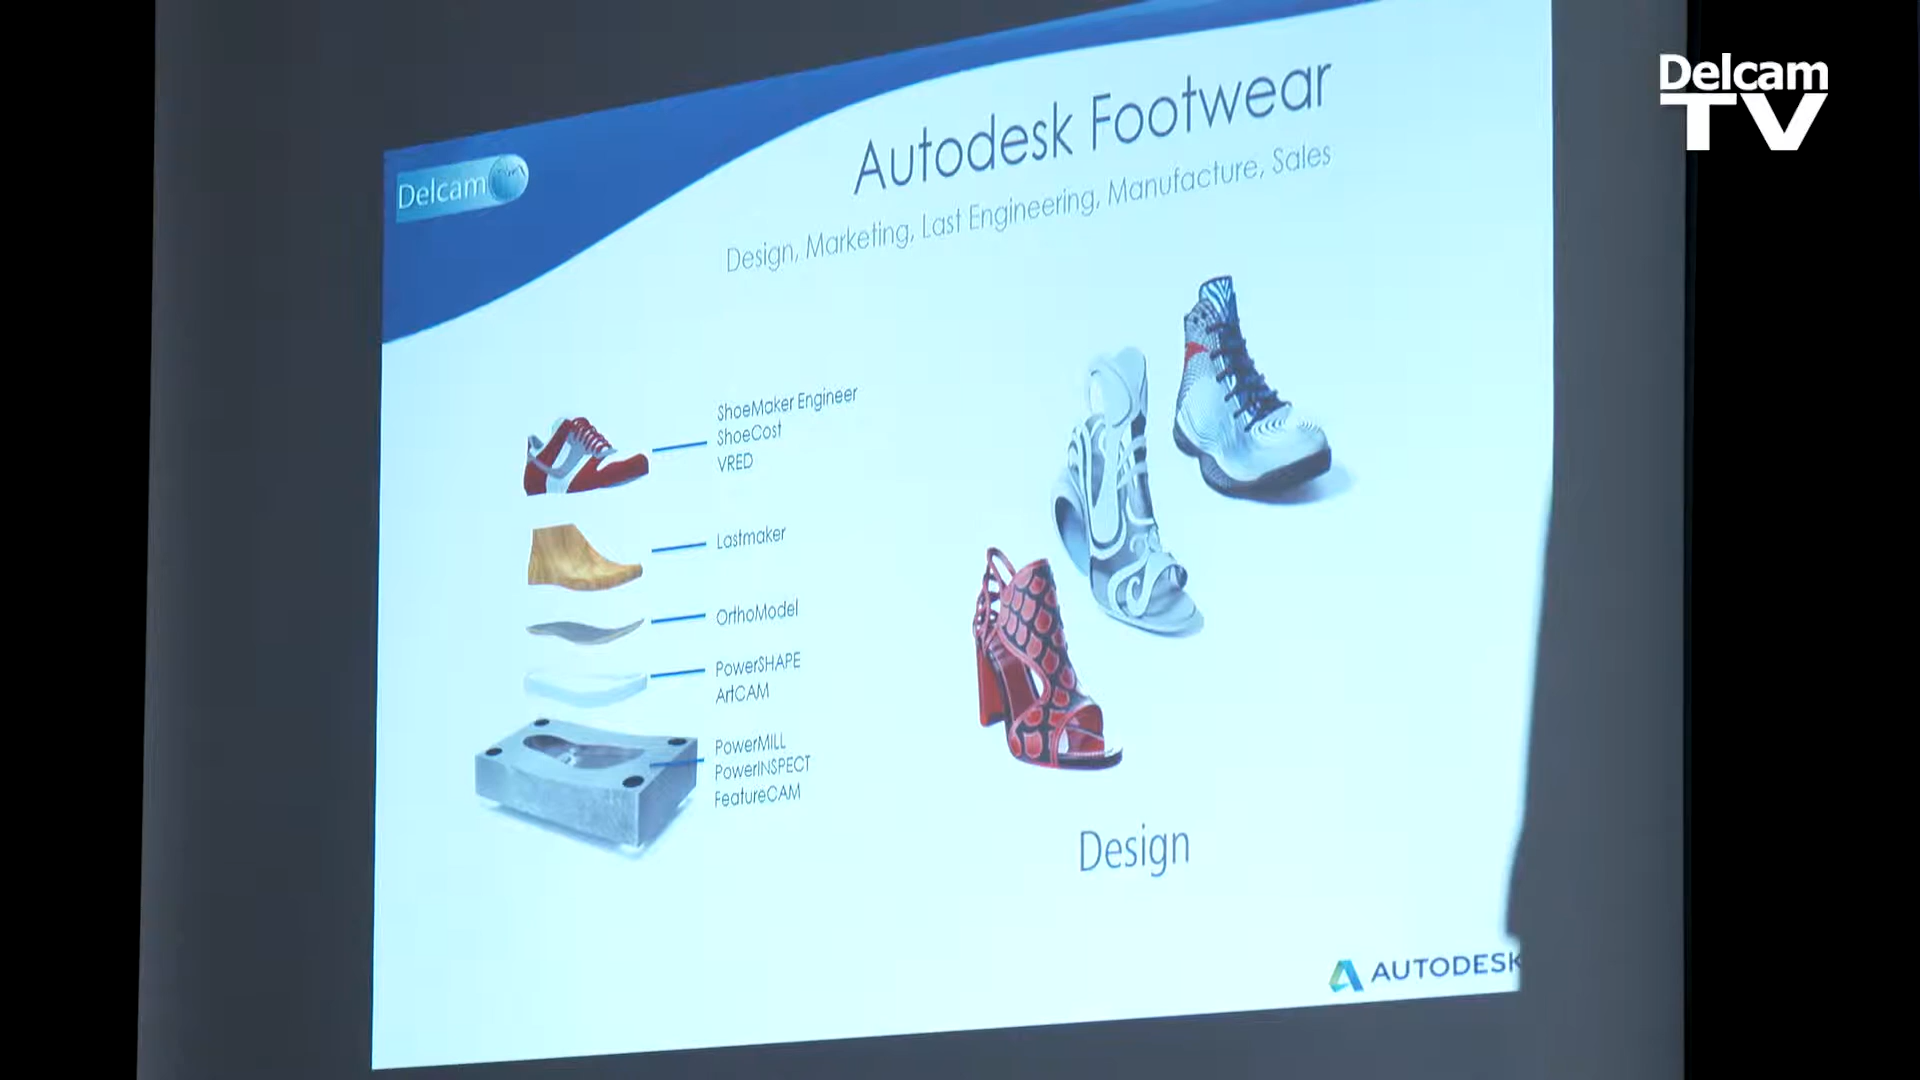 Delcam
TV
Delcam
Autodesk Footwear
Design, Marketing, Last Engineering, Manufacture, Sales
ShoeMaker Engineer
ShoeCost
VRED
Lastmaker
OrthoModel
PowerSHAPE
ArtCAM
PowerMILL
PowerINSPECT
FeatureCAM
Design
AUTODESK